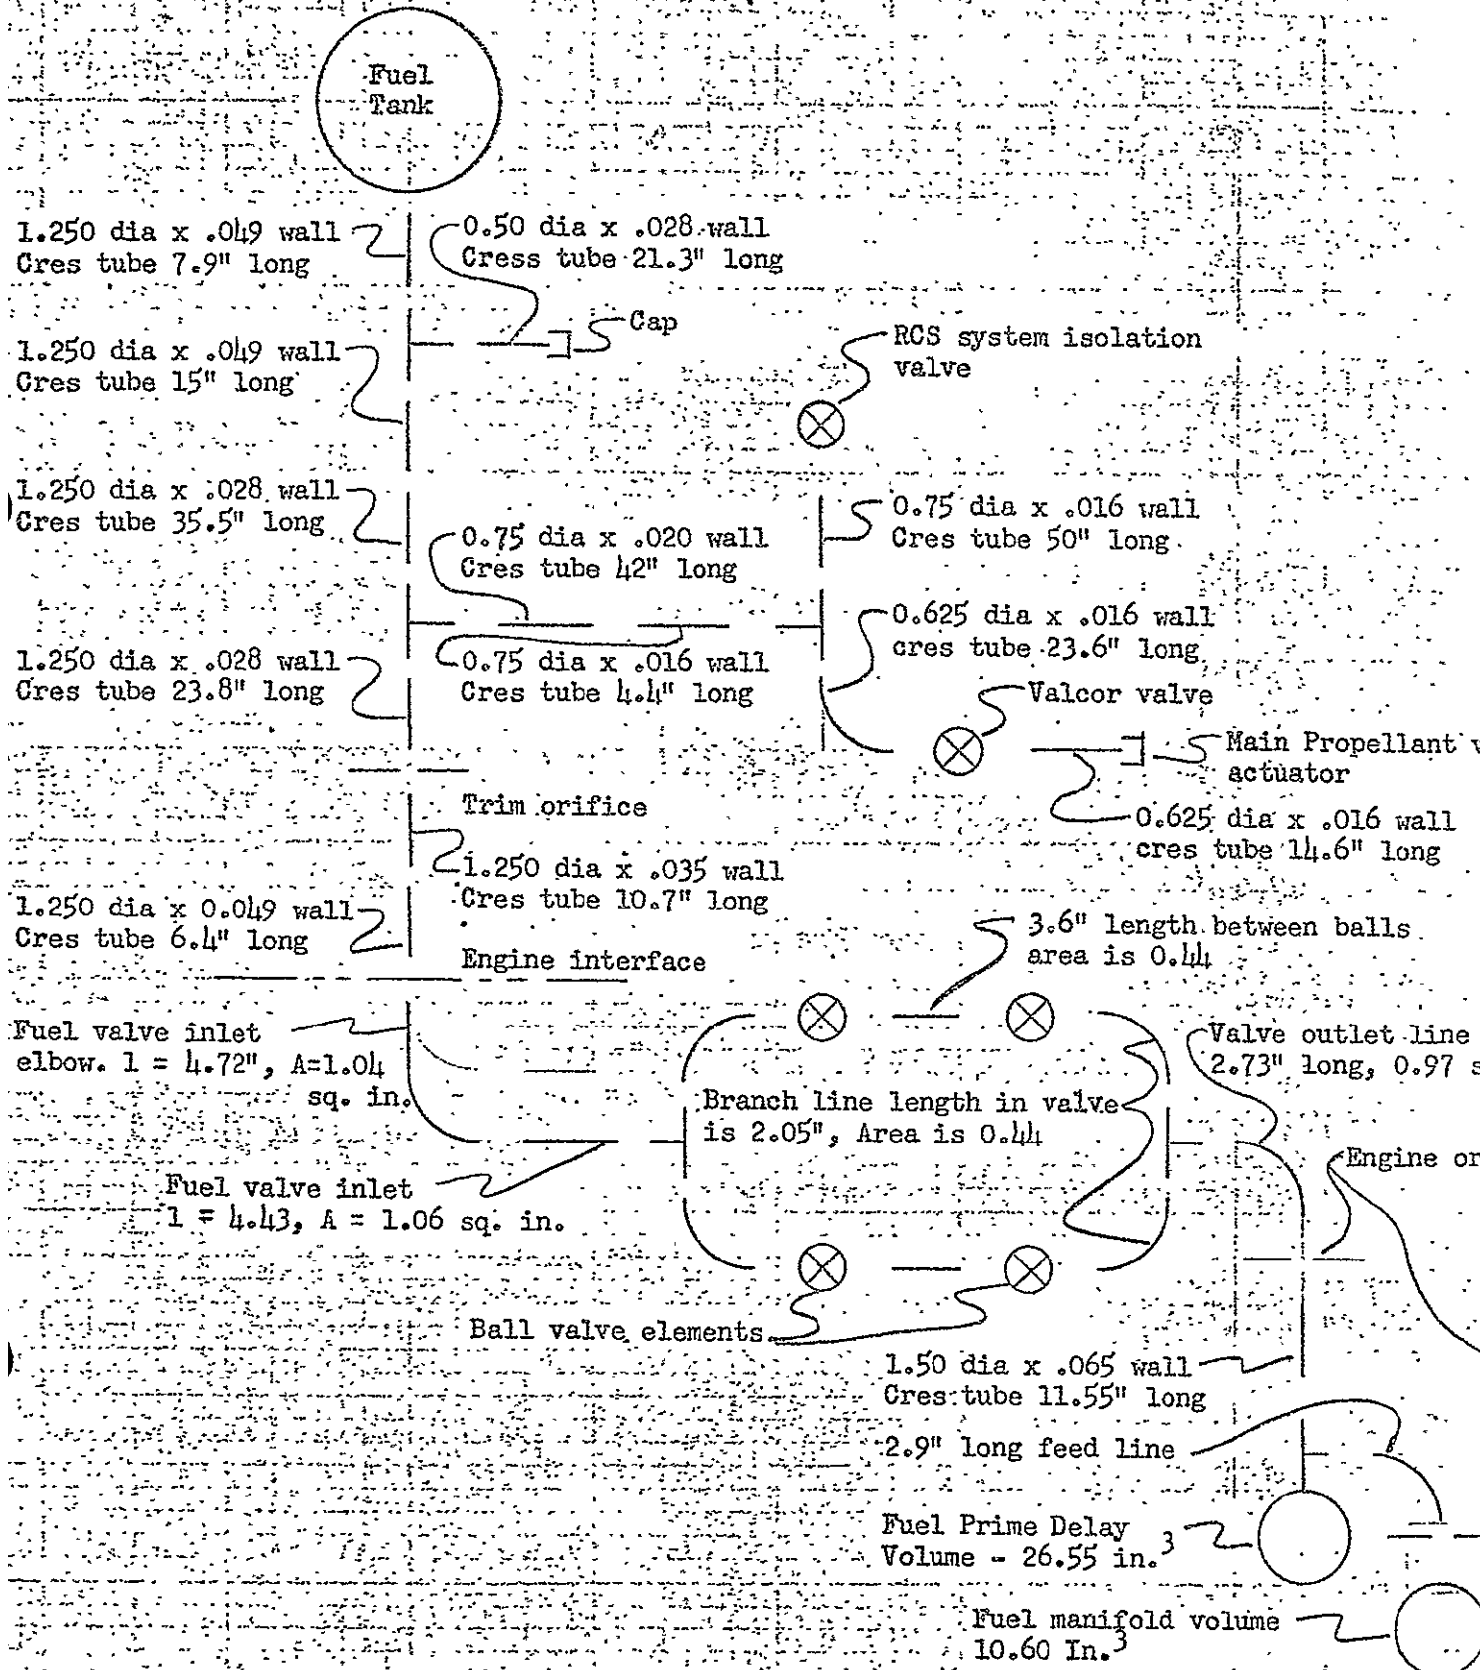 Fuel
Tank
1.250 dia x .049 wall
Cres tube 7.9" long
0.50 dia x .028 wall
Cress tube 21.3" long
Cap
1.250 dia x .049 wall
Cres tube 15" long
RCS system isolation
valve
1.250 dia x .028 wall
Cres tube 35.5" long
0.75 dia x .020 wall
Cres tube 42" long
0.75 dia x .016 wall
Cres tube 50" long
0.625 dia x .016 wall
cres tube 23.6" long
1.250 dia x .028 wall
Cres tube 23.8" long
0.75 dia x .016 wall
Cres tube 4.4" long
Valcor valve
Main Propellant
actuator
Trim orifice
0.625 dia x .016 wall
cres tube 14.6" long
1.250 dia x .035 wall
Cres tube 10.7" long
1.250 dia x 0.049 wall
Cres tube 6.4" long
3.6" length between balls
area is 0.44
Engine interface
Fuel valve inlet
elbow. l = 4.72", A=1.04
sq. in.
Valve outlet line
2.73" long, 0.97
Branch line length in valve
is 2.05", Area is 0.44
Engine
Fuel valve inlet
l = 4.43, A = 1.06 sq. in.
Ball valve elements
1.50 dia x .065 wall
Cres tube 11.55" long
2.9" long feed line
Fuel Prime Delay
Volume - 26.55 in.3
Fuel manifold volume
10.60 In.3